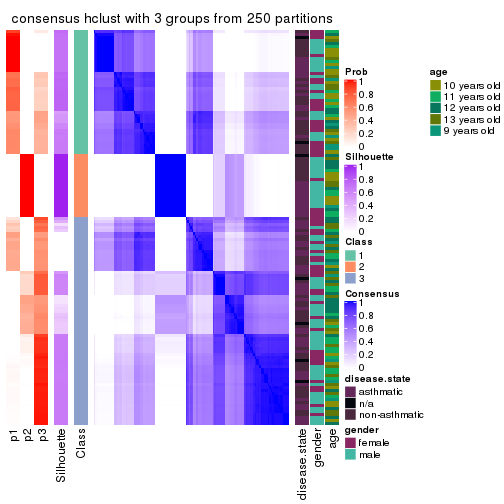 consensus hclust with 3 groups from 250 partitions
Prob
1
0.8
0.6
0.4
0.2
0
Silhouette
1
0.8
0.6
0.4
0.2
0
Class
1
2
3
Consensus
1
0.8
0.6
0.4
0.2
0
disease.state
asthmatic
n/a
non-asthmatic
gender
female
male
age
10 years old
11 years old
12 years old
13 years old
9 years old
p1
p2
p3
Silhouette
Class
disease.state
gender
age